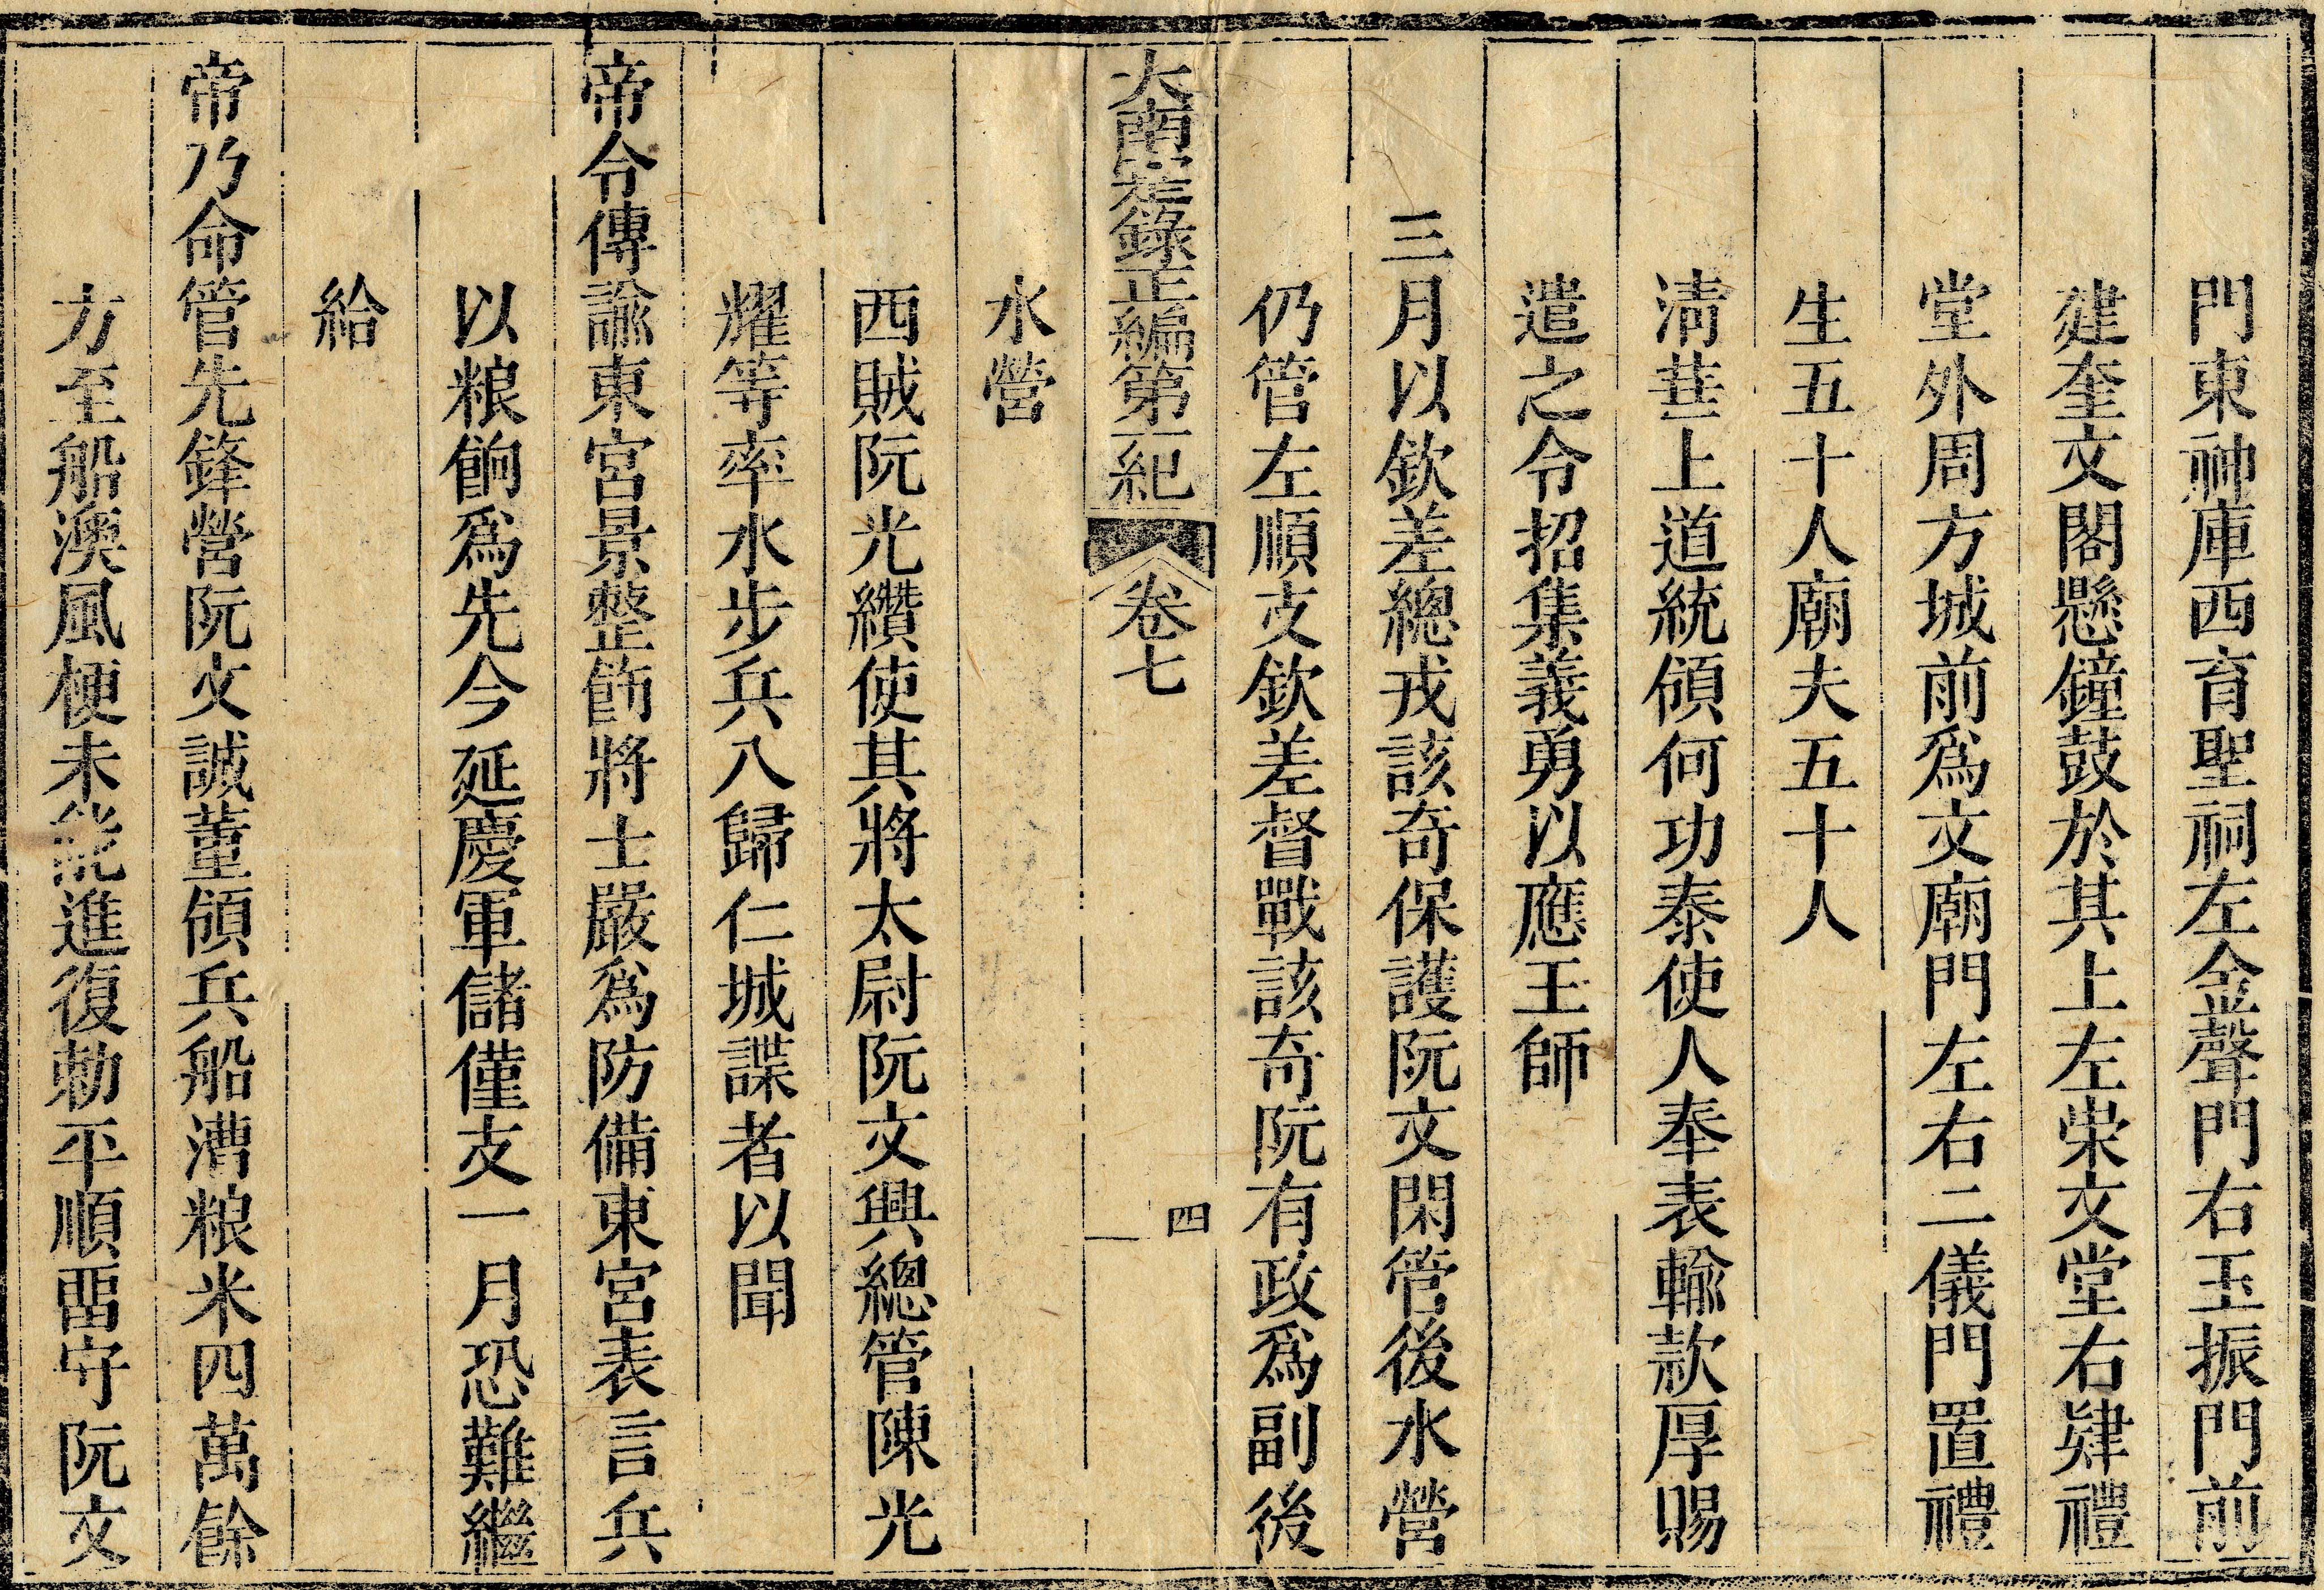 門東神庫西育聖祠左金聲門右玉振門前
建奎文閣懸鐘鼓於其上左崇文堂右肄禮
堂外周方城前爲文廟門左右二儀門置禮
生五十人廟夫五十人
清葩上道統領何功泰使人奉表輸款厚賜
遣之令招集義勇以應王師
三月以欽差總戎該奇保護阮文閑管後水營
仍管左順支欽差督戰該奇阮有政爲副後
大南寔錄正編第一紀 卷七 四
水營
西賊阮光纘使其將太尉阮文興總管陳光
耀等率水步兵八歸仁城諜者以聞
帝令傳諭東宮景整飭將士嚴爲防備東宮表言兵
以粮餉爲先今延慶軍儲僅支一月恐難繼
給
帝乃命管先鋒營阮文誠董領兵船漕粮米四萬餘
方至船澳風梗未能進復勅平順畱守阮文